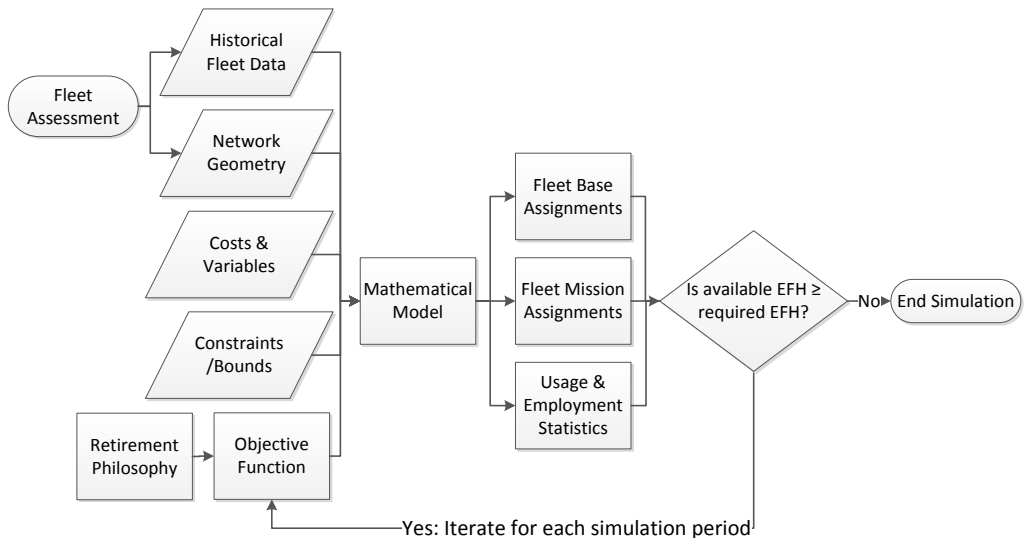 Fleet
Assessment
Historical
Fleet Data
Network
Geometry
Costs &
Variables
Constraints
/Bounds
Retirement
Philosophy
Objective
Function
Mathematical
Model
Fleet Base
Assignments
Fleet Mission
Assignments
Usage &
Employment
Statistics
Is available EFH ≥
required EFH?
No
End Simulation
Yes: Iterate for each simulation period